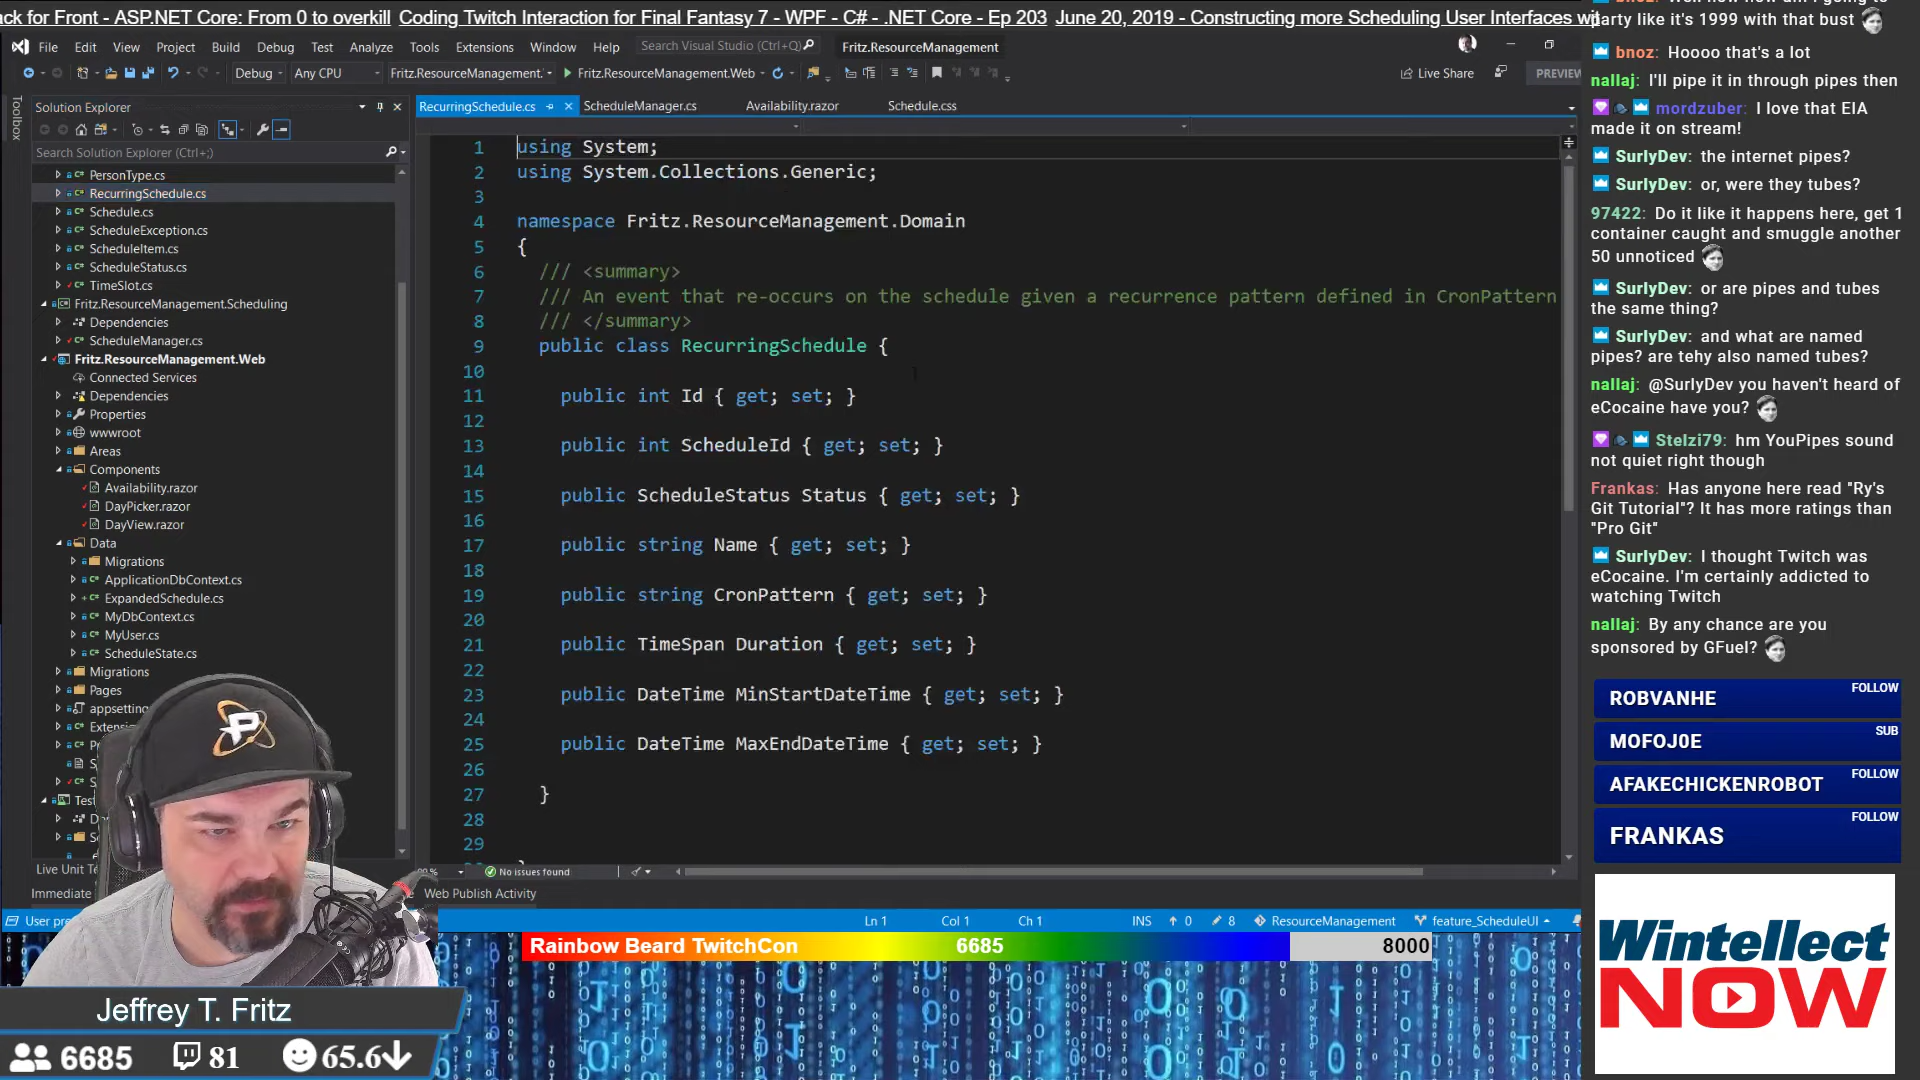 ack for Front - ASP.NET Core: From 0 to overkill Coding Twitch Interaction for Final Fantasy 7 - WPF - C# - .NET Core - Ep 203 June 20, 2019 - Constructing more Scheduling User Interfaces wi
File Edit View Project Build Debug Test Analyze Tools Extensions Window Help Search Visual Studio (Ctrl+Q) Fritz.ResourceManagement
Debug Any CPU Fritz.ResourceManagement. Fritz.ResourceManagement.Web Live Share PREVIEW
Toolbox
Solution Explorer
Search Solution Explorer (Ctrl+;)
PersonType.cs
RecurringSchedule.cs
Schedule.cs
ScheduleException.cs
ScheduleItem.cs
ScheduleStatus.cs
TimeSlot.cs
Fritz.ResourceManagement.Scheduling
Dependencies
ScheduleManager.cs
Fritz.ResourceManagement.Web
Connected Services
Dependencies
Properties
wwwroot
Areas
Components
Availability.razor
DayPicker.razor
DayView.razor
Data
Migrations
ApplicationDbContext.cs
ExpandedSchedule.cs
MyDbContext.cs
MyUser.cs
ScheduleState.cs
Migrations
Pages
appsetting
Extens
Live Unit Te
Immediate
RecurringSchedule.cs ScheduleManager.cs Availability.razor Schedule.css
1 using System;
2 using System.Collections.Generic;
3
4 namespace Fritz.ResourceManagement.Domain
5 {
6 /// <summary>
7 /// An event that re-occurs on the schedule given a recurrence pattern defined in CronPattern
8 /// </summary>
9 public class RecurringSchedule {
10
11 public int Id { get; set; }
12
13 public int ScheduleId { get; set; }
14
15 public ScheduleStatus Status { get; set; }
16
17 public string Name { get; set; }
18
19 public string CronPattern { get; set; }
20
21 public TimeSpan Duration { get; set; }
22
23 public DateTime MinStartDateTime { get; set; }
24
25 public DateTime MaxEndDateTime { get; set; }
26
27 }
28
29
No issues found
Web Publish Activity
User pre Ln 1 Col 1 Ch 1 INS 0 8 ResourceManagement feature_ScheduleUI
Rainbow Beard TwitchCon 6685 8000
Jeffrey T. Fritz
6685 81 65.6
party like it's 1999 with that bust
bnoz: Hoooo that's a lot
nallaj: I'll pipe it in through pipes then
mordzuber: I love that EIA
made it on stream!
SurlyDev: the internet pipes?
SurlyDev: or, were they tubes?
97422: Do it like it happens here, get 1
container caught and smuggle another
50 unnoticed
SurlyDev: or are pipes and tubes
the same thing?
SurlyDev: and what are named
pipes? are tehy also named tubes?
nallaj: @SurlyDev you haven't heard of
eCocaine have you?
Stelzi79: hm YouPipes sound
not quiet right though
Frankas: Has anyone here read "Ry's
Git Tutorial"? It has more ratings than
"Pro Git"
SurlyDev: I thought Twitch was
eCocaine. I'm certainly addicted to
watching Twitch
nallaj: By any chance are you
sponsored by GFuel?
ROBVANHE FOLLOW
MOFOJ0E SUB
AFAKECHICKENROBOT FOLLOW
FRANKAS FOLLOW
Wintellect
NOW